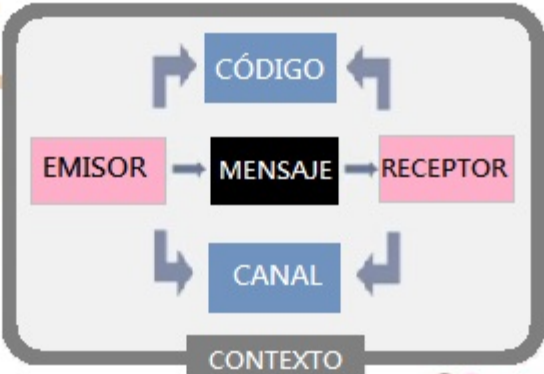 CÓDIGO
EMISOR MENSAJE RECEPTOR
CANAL
CONTEXTO